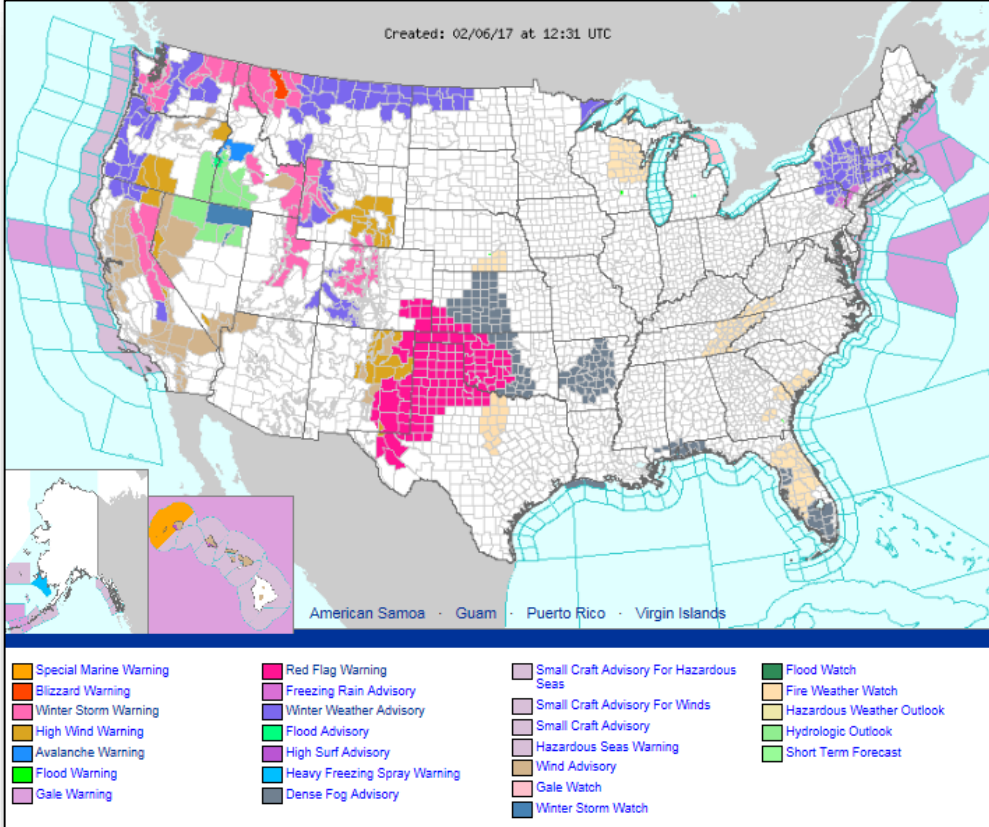 Created: 02/06/17 at 12:31 UTC
American Samoa · Guam · Puerto Rico · Virgin Islands
Special Marine Warning
Blizzard Warning
Winter Storm Warning
High Wind Warning
Avalanche Warning
Flood Warning
Gale Warning
Red Flag Warning
Freezing Rain Advisory
Winter Weather Advisory
Flood Advisory
High Surf Advisory
Heavy Freezing Spray Warning
Dense Fog Advisory
Small Craft Advisory For Hazardous
Seas
Small Craft Advisory For Winds
Small Craft Advisory
Hazardous Seas Warning
Wind Advisory
Gale Watch
Winter Storm Watch
Flood Watch
Fire Weather Watch
Hazardous Weather Outlook
Hydrologic Outlook
Short Term Forecast